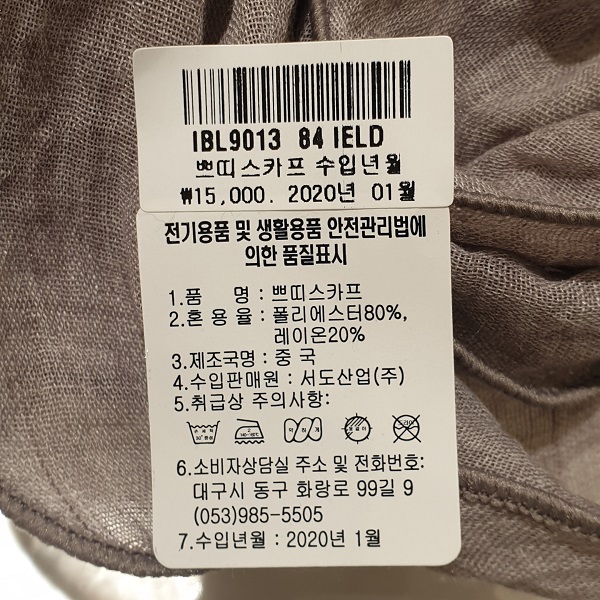 IBL9013 84 IELD
쁘띠스카프 수입년월
₩15,000. 2020년 01월
전기용품 및 생활용품 안전관리법에
의한 품질표시
1.품 명 : 쁘띠스카프
2.혼 용 율 : 폴리에스터80%,
레이온20%
3.제조국명 : 중 국
4.수입판매원 : 서도산업(주)
5.취급상 주의사항:
6.소비자상담실 주소 및 전화번호:
대구시 동구 화랑로 99길 9
(053)985-5505
7.수입년월 : 2020년 1월